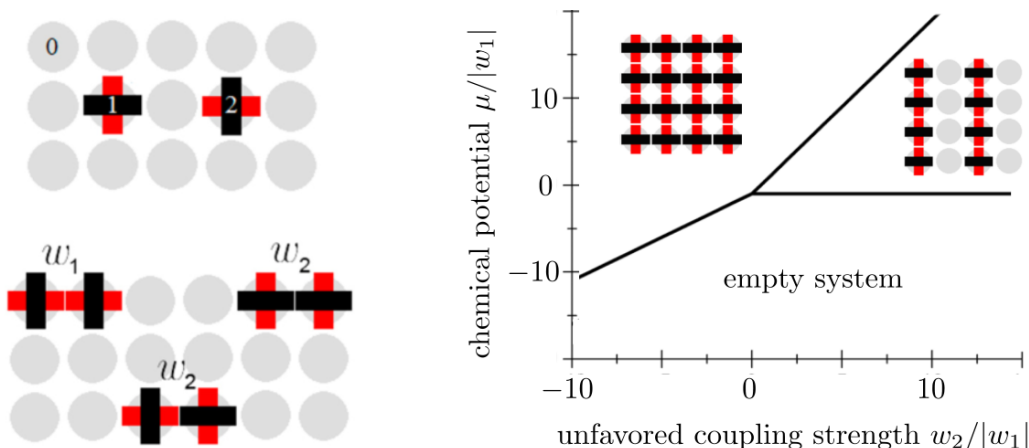 0
1
2
w₁
w₂
w₂
chemical potential μ/|w₁|
10
0
−10
empty system
−10
0
10
unfavored coupling strength w₂/|w₁|